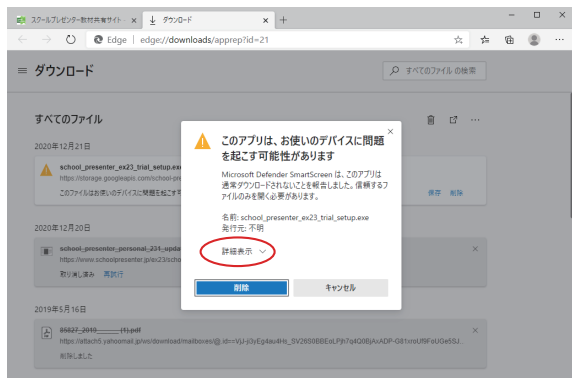 スクールプレゼンター教材共有サイト
ダウンロード
Edge
edge://downloads/apprep?id=21
ダウンロード
すべてのファイル の検索
すべてのファイル
2020年12月21日
school_presenter_ex23_trial_setup.exe
https://storage.googleapis.com/school-pre
このファイルはお使いのデバイスに問題を起こす可
保存 削除
2020年12月20日
school_presenter_personal_231_upda
https://www.schoolpresenter.jp/ex23/scho
取り消し済み 再試行
2019年5月16日
(1).pdf
削除しました
このアプリは、お使いのデバイスに問題
を起こす可能性があります
Microsoft Defender SmartScreen は、このアプリは
通常ダウンロードされないことを報告しました。信頼するフ
ァイルのみを開く必要があります。
名前: school_presenter_ex23_trial_setup.exe
発行元: 不明
詳細表示
削除
キャンセル